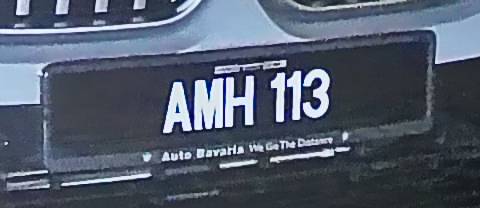 AMH 113
Auto Bavaria We Go The Distance